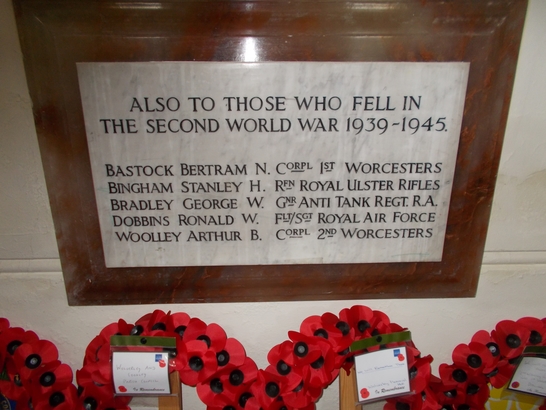 ALSO TO THOSE WHO FELL IN
THE SECOND WORLD WAR 1939-1945.
BASTOCK BERTRAM N. CORPL 1ST WORCESTERS
BINGHAM STANLEY H. RFN ROYAL ULSTER RIFLES
BRADLEY GEORGE W. GNR ANTI TANK REGT. R.A.
DOBBINS RONALD W. FLT/SGT ROYAL AIR FORCE
WOOLLEY ARTHUR B. CORPL 2ND WORCESTERS